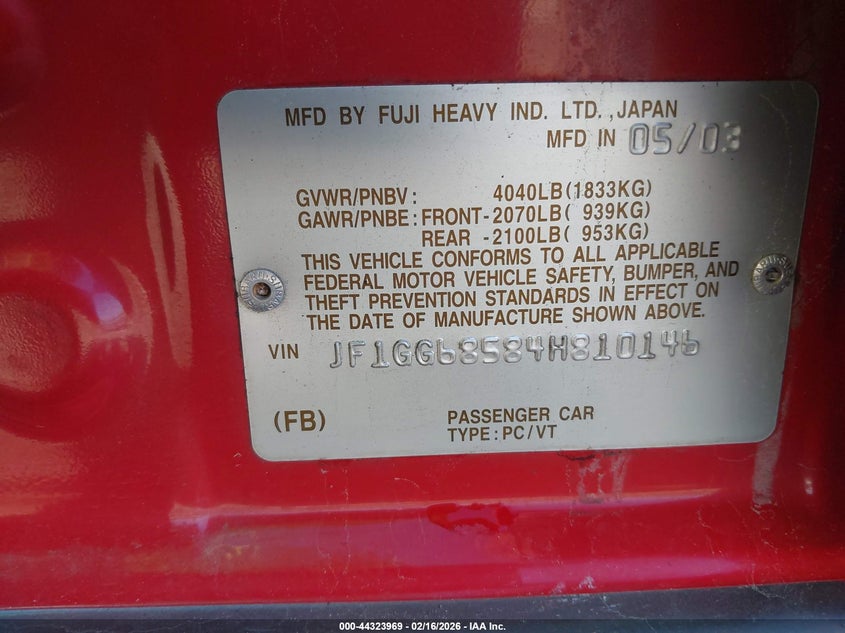 MFD BY FUJI HEAVY IND. LTD., JAPAN
MFD IN 05/03
GVWR/PNBV: 4040LB(1833KG)
GAWR/PNBE: FRONT-2070LB( 939KG)
REAR -2100LB( 953KG)
THIS VEHICLE CONFORMS TO ALL APPLICABLE
FEDERAL MOTOR VEHICLE SAFETY, BUMPER, AND
THEFT PREVENTION STANDARDS IN EFFECT ON
THE DATE OF MANUFACTURE SHOWN ABOVE.
VIN JF1GG68584H810146
(FB) PASSENGER CAR
TYPE: PC/VT
000-44323969 - 02/16/2026 - IAA Inc.